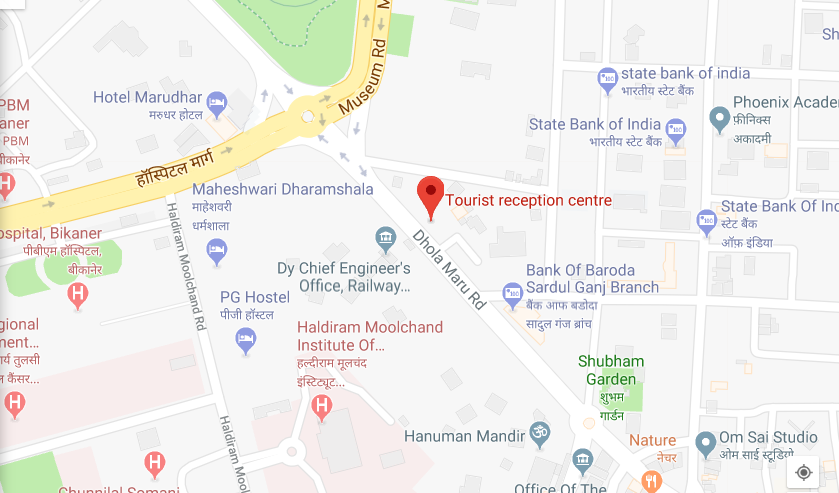 M
Museum Rd
Sh
state bank of india
भारतीय स्टेट बैंक
Hotel Marudhar
मरुधर होटल
PBM
aner
PBM
बीकानेर
Phoenix Acade
फ़ीनिक्स
अकादमी
State Bank Of India
भारतीय स्टेट बैंक
हॉस्पिटल मार्ग
Maheshwari Dharamshala
माहेश्वरी
धर्मशाला
Tourist reception centre
State Bank Of Ind
स्टेट बैंक
ऑफ़ इंडिया
Haldiram Moolchand Rd
ospital, Bikaner
पीबीएम हॉस्पिटल,
बीकानेर
Dhola Maru Rd
Dy Chief Engineer's
Office, Railway...
Bank Of Baroda
Sardul Ganj Branch
बैंक आफ बडोदा
सादुल गंज ब्रांच
PG Hostel
पीजी हॉस्टल
Haldiram Moolchand
Institute Of...
हल्दीराम मूलचंद
इंस्टिट्यूट...
gional
nent...
र्य तुलसी
ल कैंसर...
Shubham
Garden
शुभम
गार्डन
Haldiram Mool
Hanuman Mandir
Nature
नेचर
Om Sai Studio
ओम साई स्टूडियो
Chunnilal Somani
Office Of The